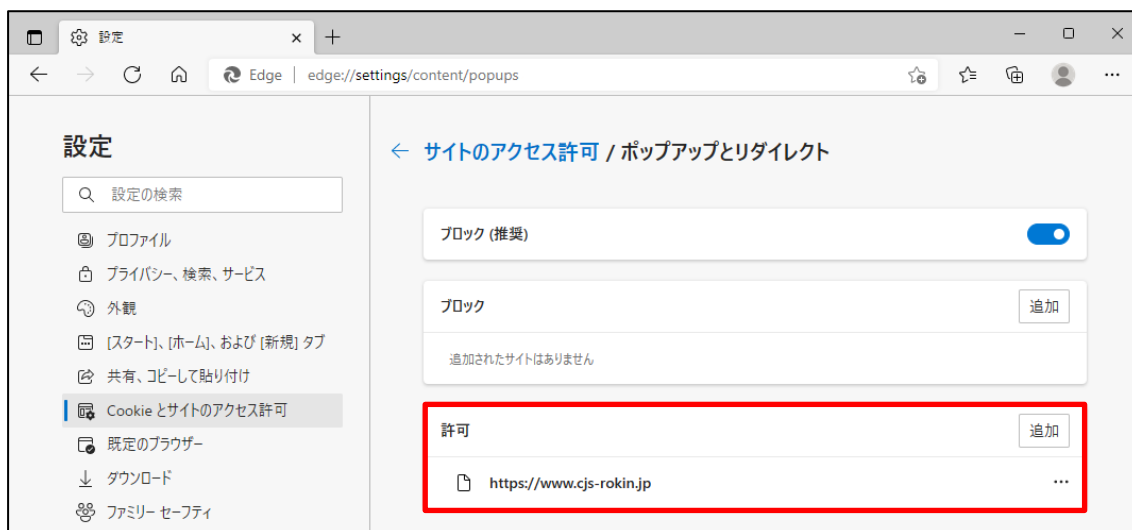 設定
Edge | edge://settings/content/popups
設定
設定の検索
プロファイル
プライバシー、検索、サービス
外観
[スタート]、[ホーム]、および [新規] タブ
共有、コピーして貼り付け
Cookie とサイトのアクセス許可
既定のブラウザー
ダウンロード
ファミリー セーフティ
サイトのアクセス許可 / ポップアップとリダイレクト
ブロック (推奨)
ブロック
追加
追加されたサイトはありません
許可
追加
https://www.cjs-rokin.jp